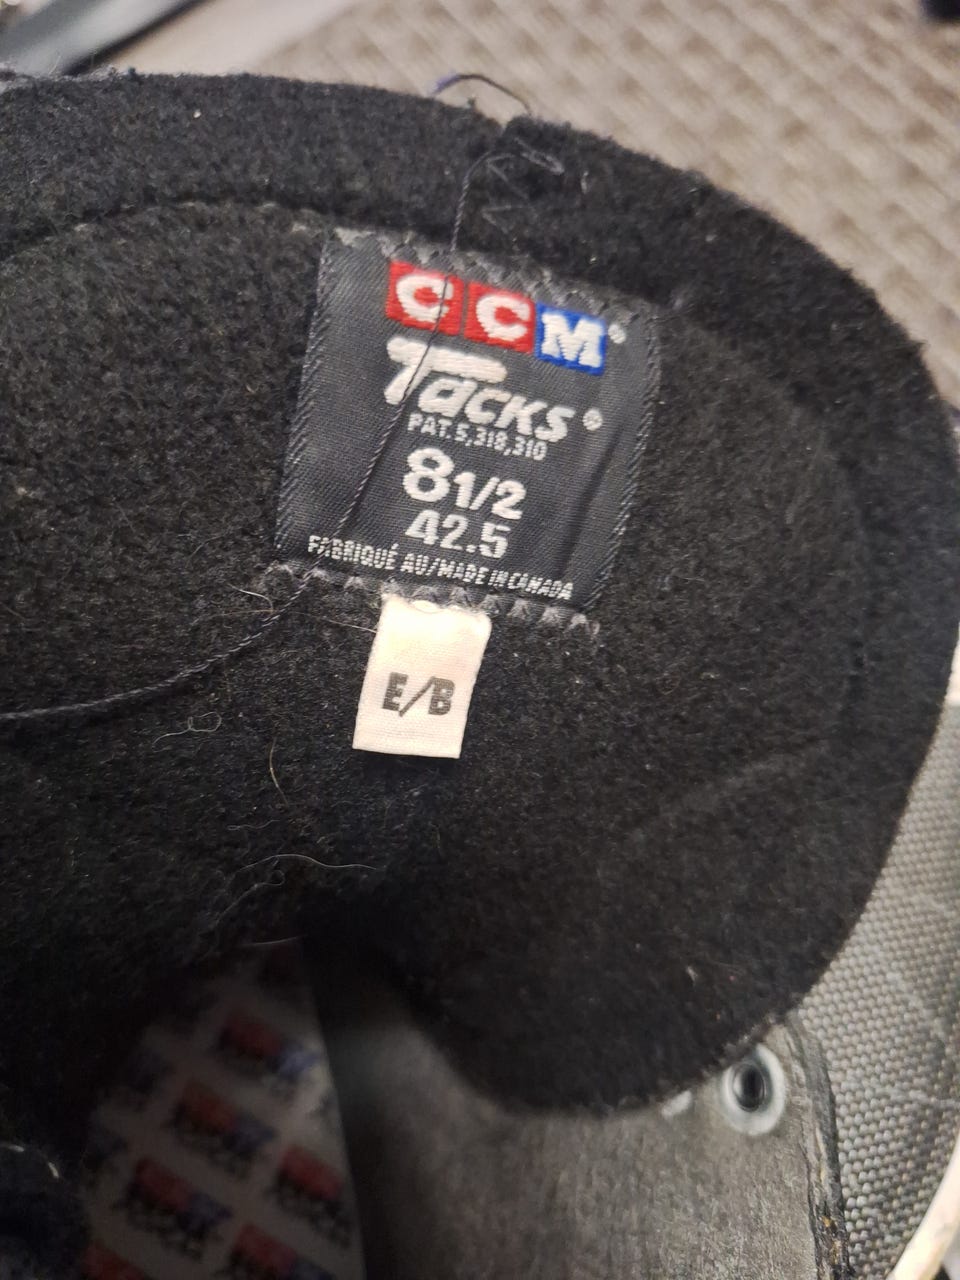 CCM®
Tacks®
PAT.5,318,310
8 1/2
42.5
FABRIQUÉ AU/MADE IN CANADA
E/B